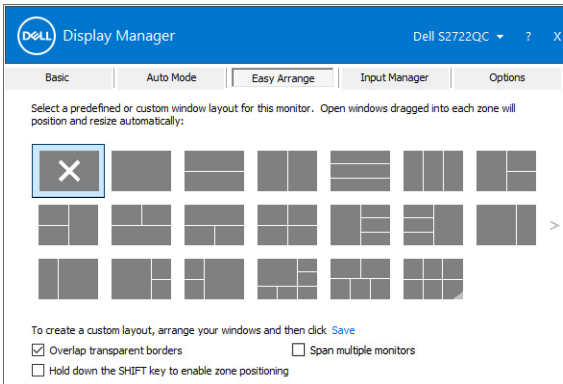 DELL Display Manager Dell S2722QC ? X
Basic Auto Mode Easy Arrange Input Manager Options
Select a predefined or custom window layout for this monitor. Open windows dragged into each zone will
position and resize automatically:
>
To create a custom layout, arrange your windows and then click Save
Overlap transparent borders Span multiple monitors
Hold down the SHIFT key to enable zone positioning